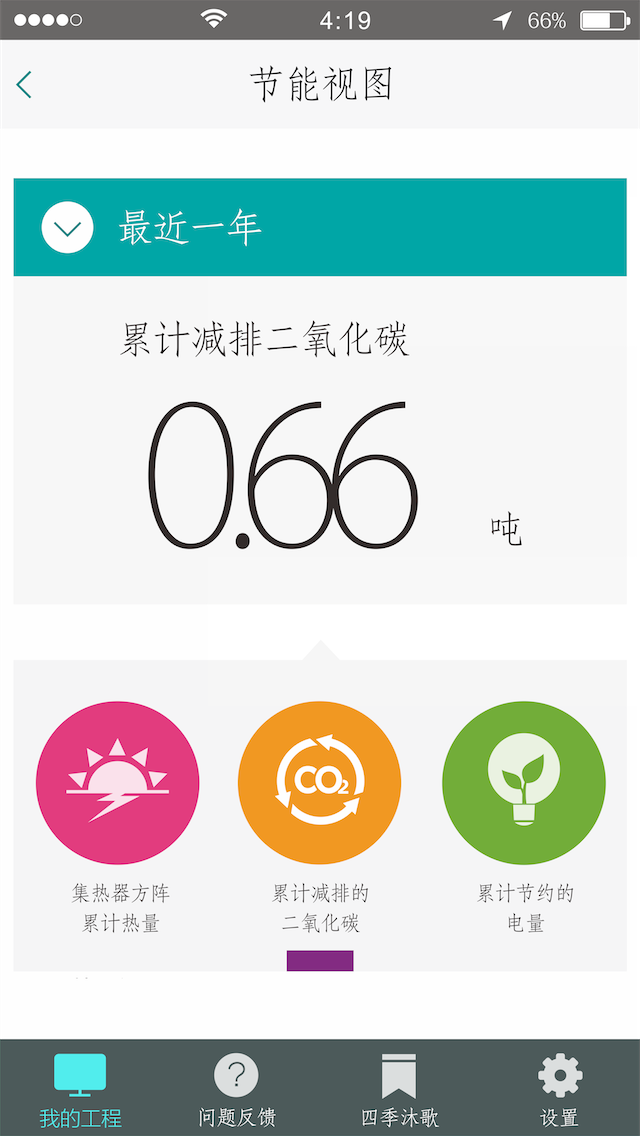 4:19
66%
节能视图
最近一年
累计减排二氧化碳
0.66
吨
集热器方阵
累计热量
CO2
累计减排的
二氧化碳
累计节约的
电量
?
我的工程
问题反馈
四季沐歌
设置